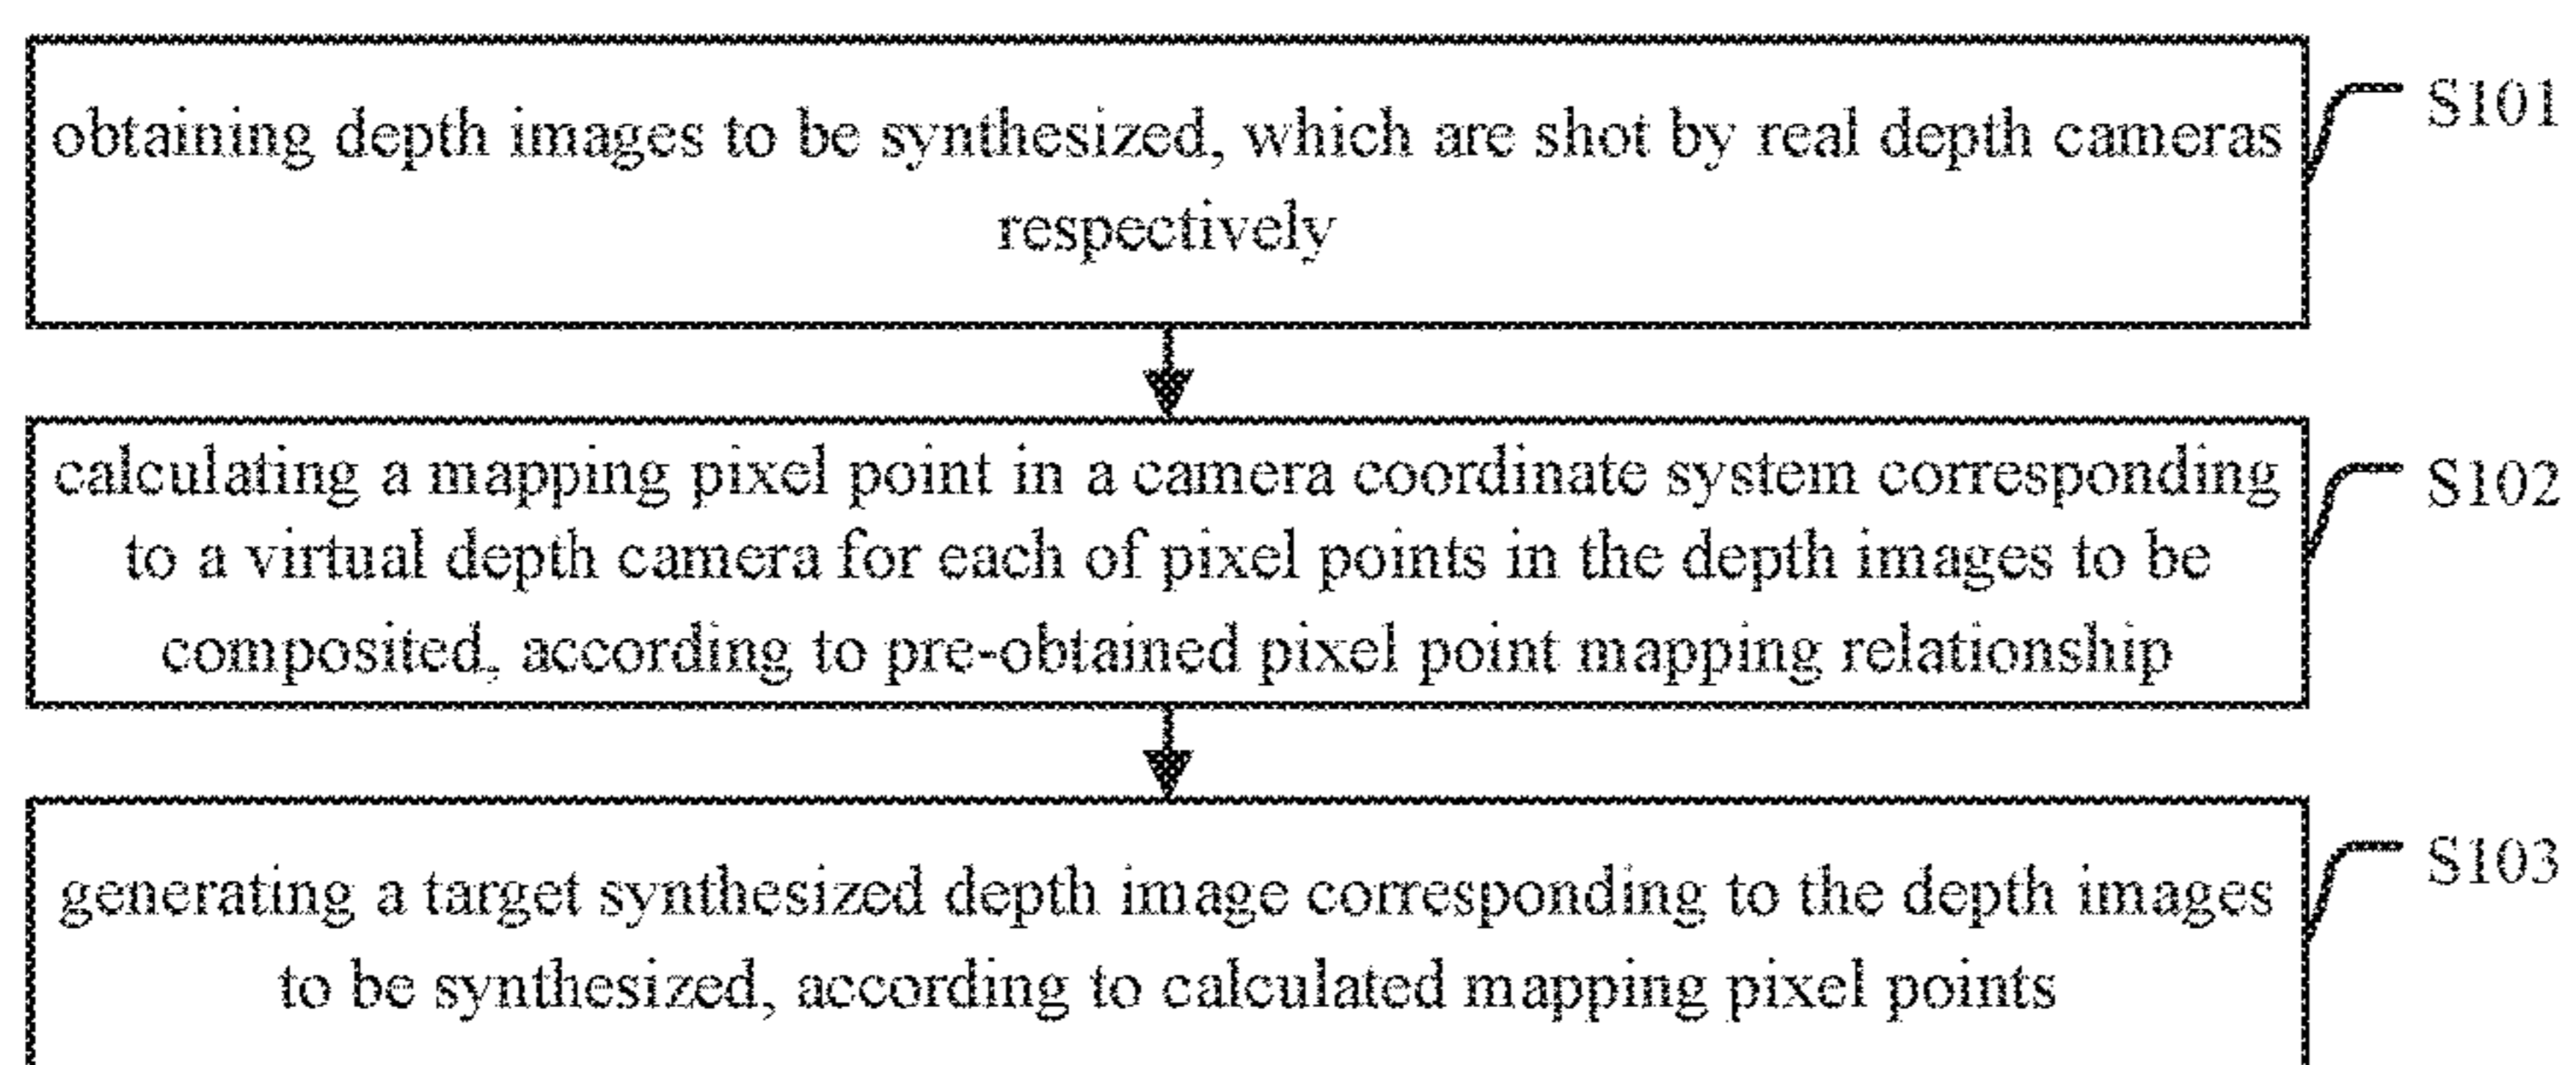 obtaining depth images to be synthesized, which are shot by real depth cameras
respectively
S101
calculating a mapping pixel point in a camera coordinate system corresponding
to a virtual depth camera for each of pixel points in the depth images to be
composited, according to pre-obtained pixel point mapping relationship
S102
generating a target synthesized depth image corresponding to the depth images
to be synthesized, according to calculated mapping pixel points
S103